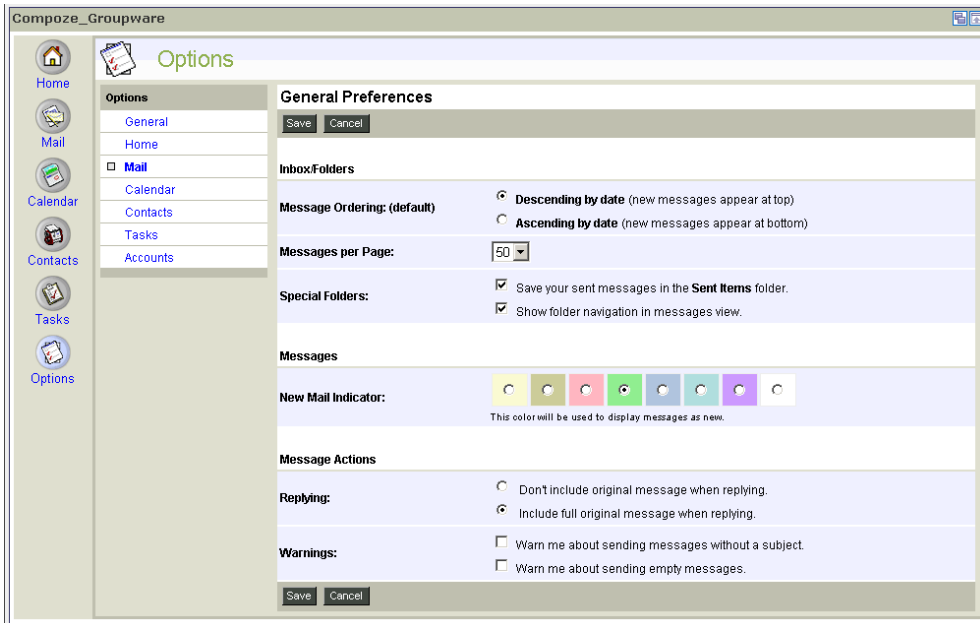 Compoze_Groupware
Home
Mail
Calendar
Contacts
Tasks
Options
Options
Options
General
Home
Mail
Calendar
Contacts
Tasks
Accounts
General Preferences
Save Cancel
Inbox/Folders
Message Ordering: (default)
Descending by date (new messages appear at top)
Ascending by date (new messages appear at bottom)
Messages per Page: 50
Special Folders:
Save your sent messages in the Sent Items folder.
Show folder navigation in messages view.
Messages
New Mail Indicator:
This color will be used to display messages as new.
Message Actions
Replying:
Don't include original message when replying.
Include full original message when replying.
Warnings:
Warn me about sending messages without a subject.
Warn me about sending empty messages.
Save Cancel